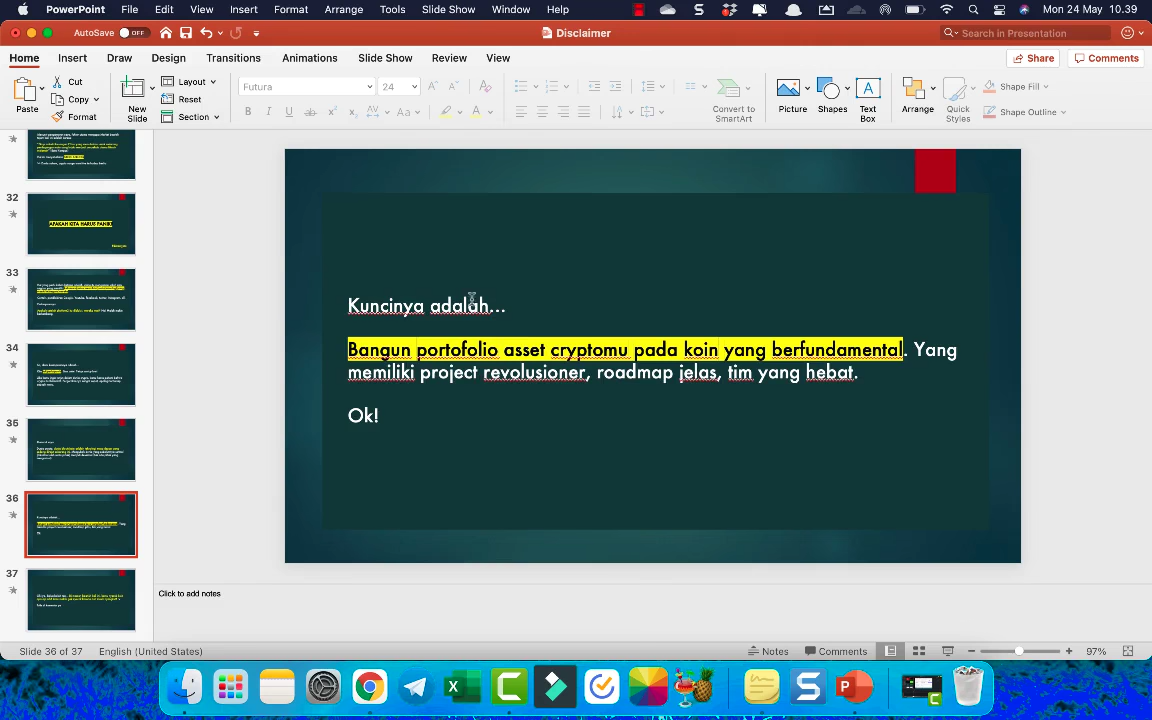 PowerPoint File Edit View Insert Format Arrange Tools Slide Show Window Help Mon 24 May 10.39
AutoSave OFF Disclaimer Search in Presentation
Home Insert Draw Design Transitions Animations Slide Show Review View Share Comments
Paste Cut Copy Format
New Slide Layout Reset Section
Futura 24
Convert to SmartArt
Picture Shapes Text Box Arrange Quick Styles Shape Fill Shape Outline
32
APAKAH KITA HARUS PANIK?
33
34
35
36
37
Kuncinya adalah...
Bangun portofolio asset cryptomu pada koin yang berfundamental. Yang
memiliki project revolusioner, roadmap jelas, tim yang hebat.
Ok!
Click to add notes
Slide 36 of 37 English (United States) Notes Comments 97%